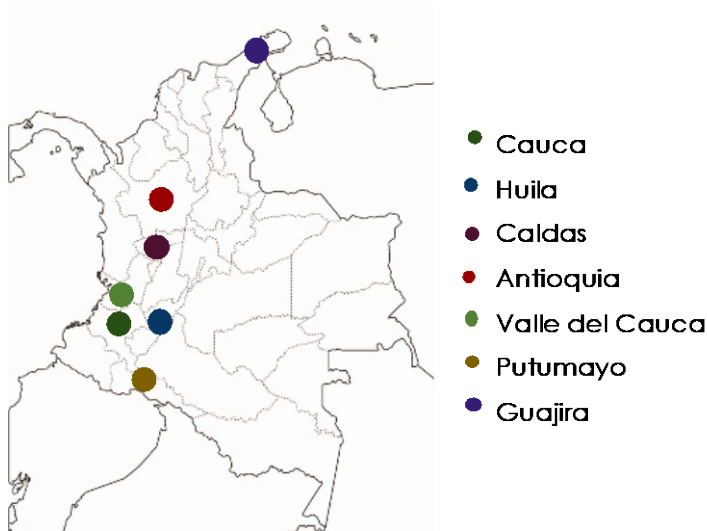 Cauca
Huila
Caldas
Antioquia
Valle del Cauca
Putumayo
Guajira